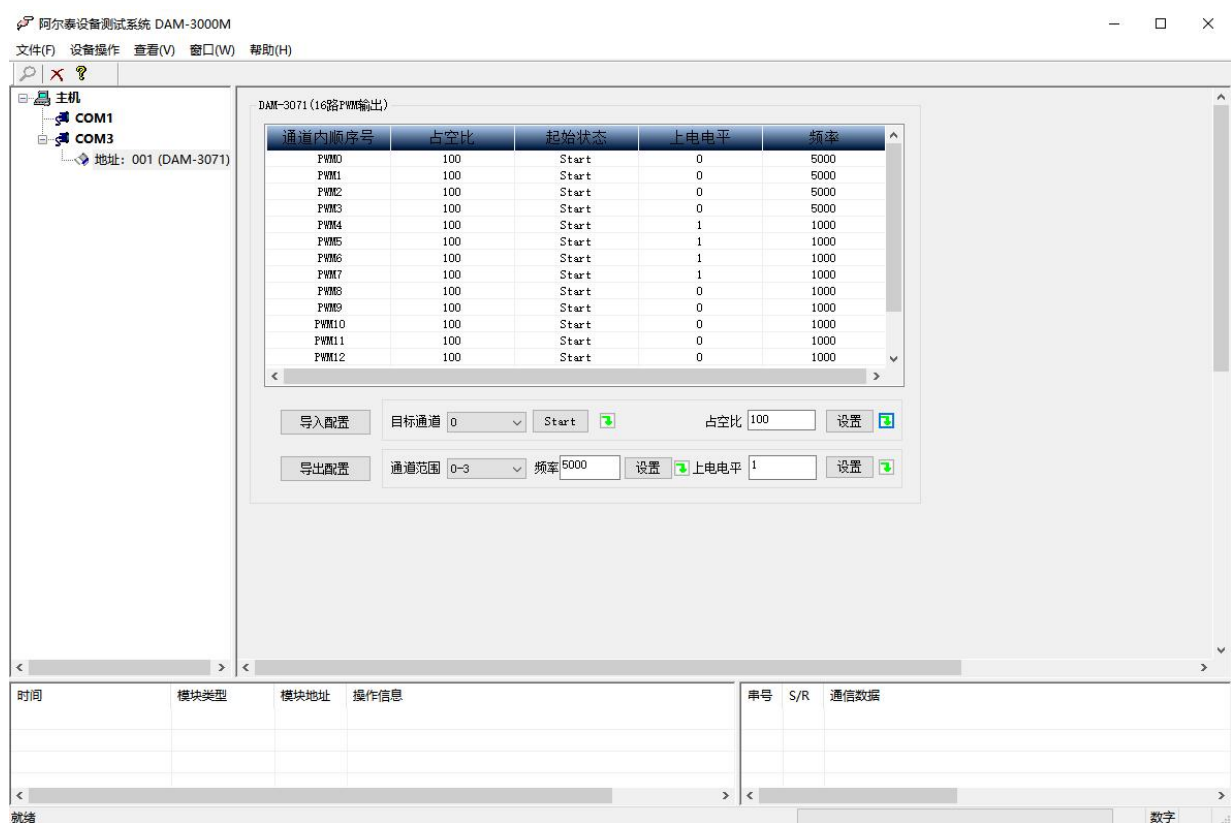 阿尔泰设备测试系统 DAM-3000M
文件(F) 设备操作 查看(V) 窗口(W) 帮助(H)
主机
COM1
COM3
地址: 001 (DAM-3071)
DAM-3071(16路PWM输出)
通道内顺序号 占空比 起始状态 上电电平 频率
PWM0 100 Start 0 5000
PWM1 100 Start 0 5000
PWM2 100 Start 0 5000
PWM3 100 Start 0 5000
PWM4 100 Start 1 1000
PWM5 100 Start 1 1000
PWM6 100 Start 1 1000
PWM7 100 Start 1 1000
PWM8 100 Start 0 1000
PWM9 100 Start 0 1000
PWM10 100 Start 0 1000
PWM11 100 Start 0 1000
PWM12 100 Start 0 1000
导入配置 目标通道 0 Start 占空比 100 设置
导出配置 通道范围 0-3 频率 5000 设置 上电电平 1 设置
时间 模块类型 模块地址 操作信息 串号 S/R 通信数据
就绪 数字